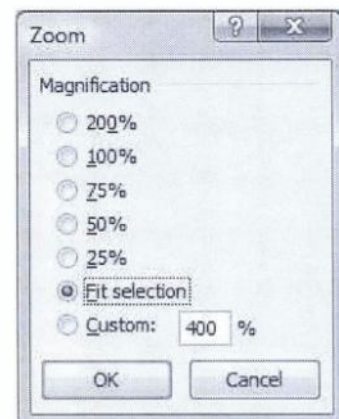 Zoom ? X
Magnification
200%
100%
75%
50%
25%
Fit selection
Custom: 400 %
OK Cancel